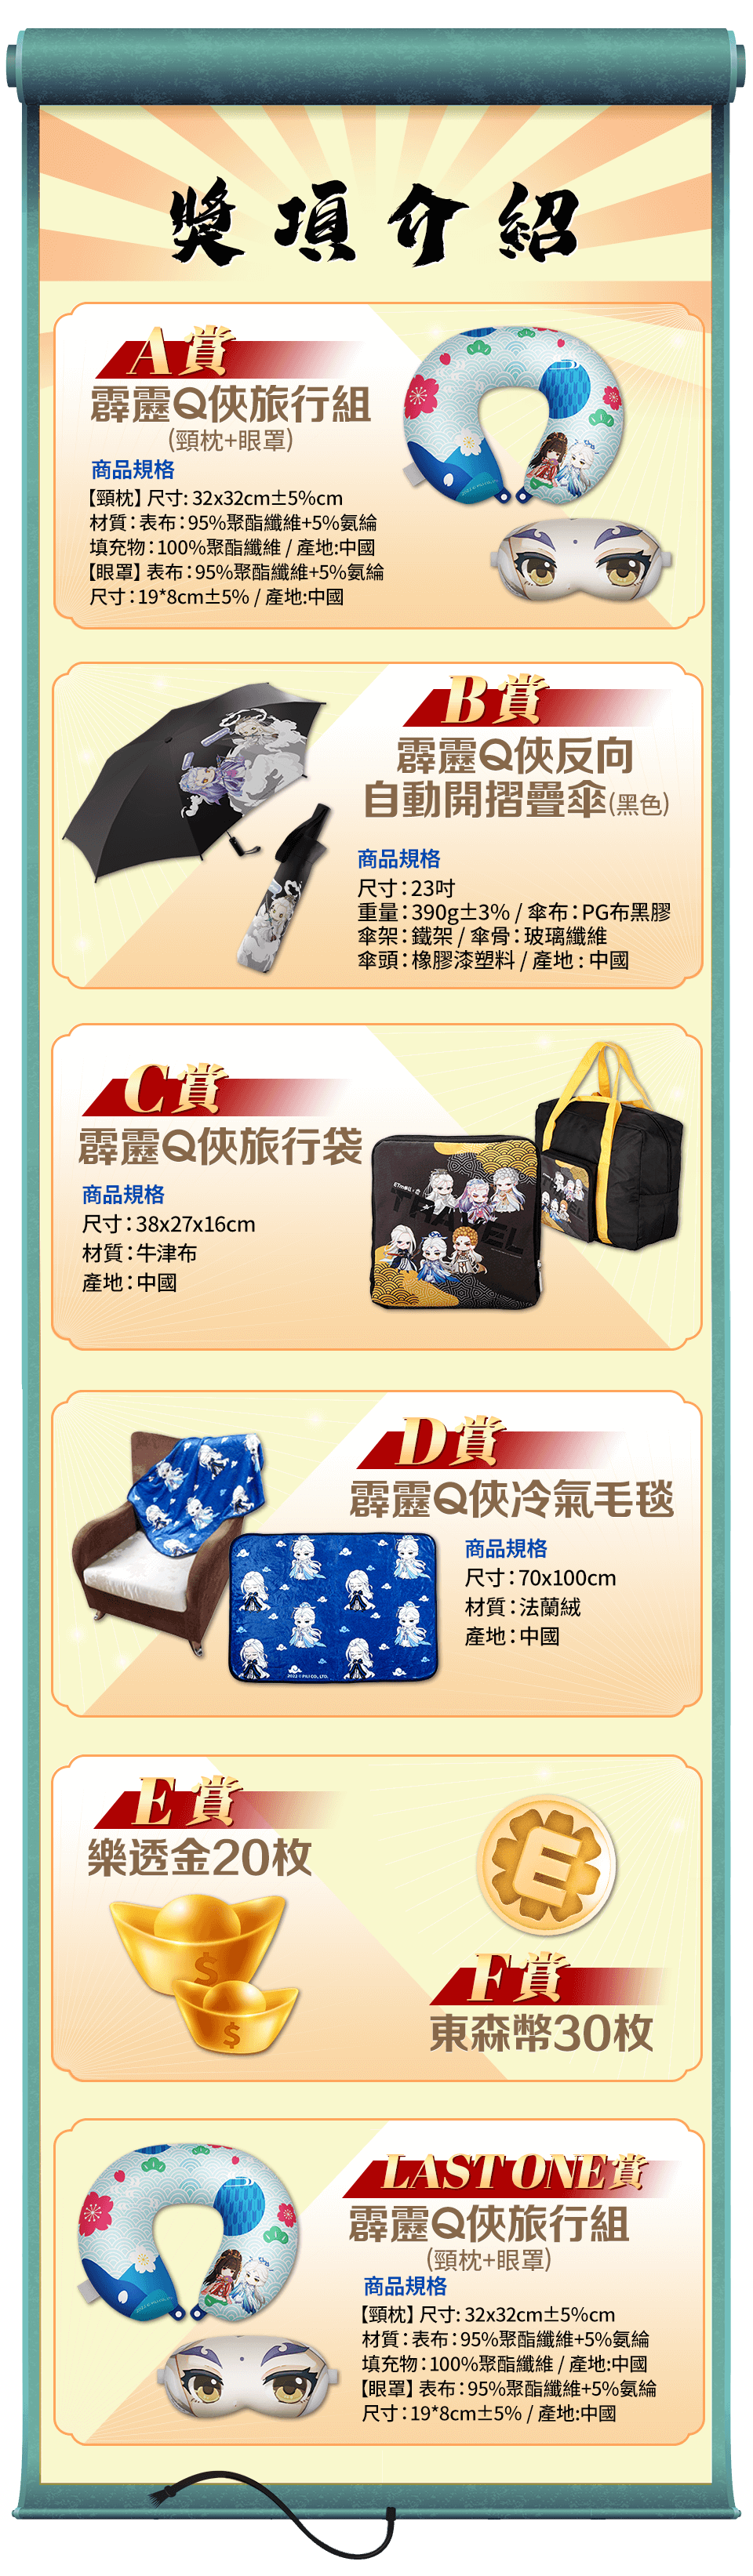 獎項介紹
A賞
霹靂Q俠旅行組
(頸枕+眼罩)
商品規格
【頸枕】尺寸: 32x32cm±5%cm
材質:表布:95%聚酯纖維+5%氨綸
填充物:100%聚酯纖維 / 產地:中國
【眼罩】表布:95%聚酯纖維+5%氨綸
尺寸:19*8cm±5% / 產地:中國
B賞
霹靂Q俠反向
自動開摺疊傘(黑色)
商品規格
尺寸:23吋
重量:390g±3% / 傘布:PG布黑膠
傘架:鐵架 / 傘骨:玻璃纖維
傘頭:橡膠漆塑料 / 產地:中國
C賞
霹靂Q俠旅行袋
商品規格
尺寸:38x27x16cm
材質:牛津布
產地:中國
TRAVEL
D賞
霹靂Q俠冷氣毛毯
商品規格
尺寸:70x100cm
材質:法蘭絨
產地:中國
2022 © PILI CO., LTD.
E賞
樂透金20枚
$
$
E
F賞
東森幣30枚
LAST ONE賞
霹靂Q俠旅行組
(頸枕+眼罩)
商品規格
【頸枕】尺寸: 32x32cm±5%cm
材質:表布:95%聚酯纖維+5%氨綸
填充物:100%聚酯纖維 / 產地:中國
【眼罩】表布:95%聚酯纖維+5%氨綸
尺寸:19*8cm±5% / 產地:中國